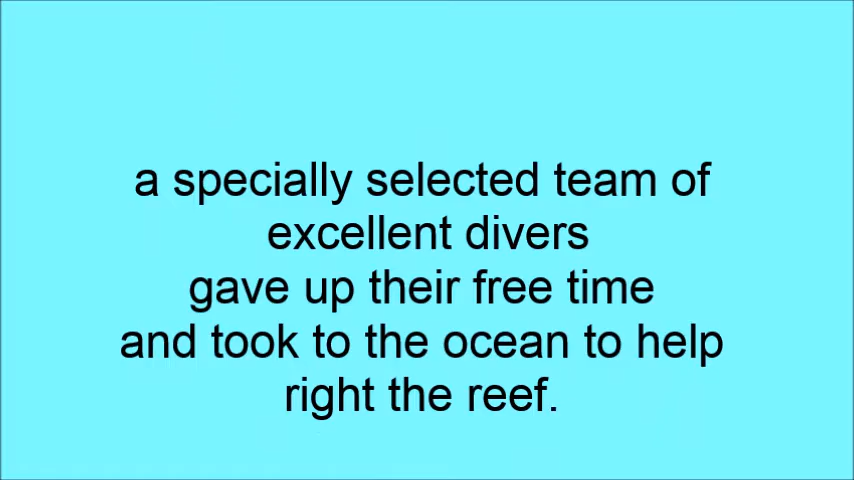 a specially selected team of
excellent divers
gave up their free time
and took to the ocean to help
right the reef.